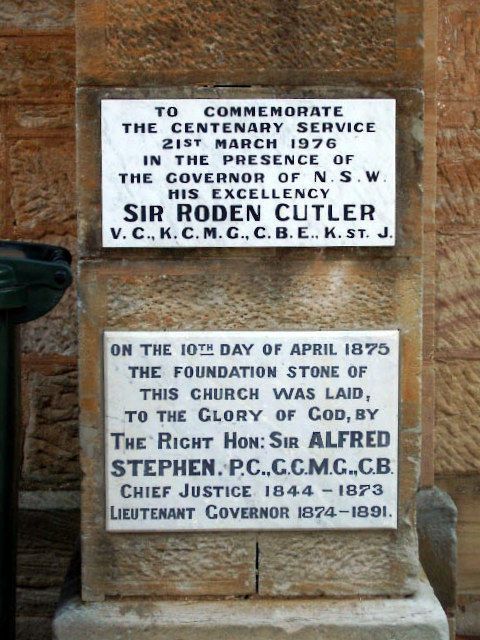 TO COMMEMORATE
THE CENTENARY SERVICE
21ST MARCH 1976
IN THE PRESENCE OF
THE GOVERNOR OF N.S.W.
HIS EXCELLENCY
SIR RODEN CUTLER
V.C., K.C.M.G., C.B.E., K.ST. J.
ON THE 10TH DAY OF APRIL 1875
THE FOUNDATION STONE OF
THIS CHURCH WAS LAID,
TO THE GLORY OF GOD, BY
THE RIGHT HON: SIR ALFRED
STEPHEN. P.C., G.C.M.G., C.B.
CHIEF JUSTICE 1844 - 1873
LIEUTENANT GOVERNOR 1874-1891.